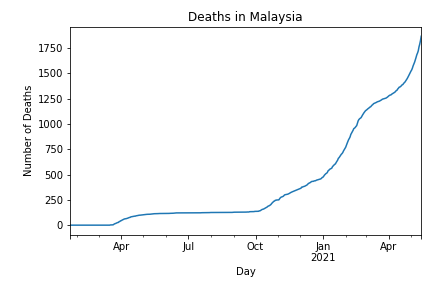 Deaths in Malaysia
Number of Deaths
1750
1500
1250
1000
750
500
250
0
Apr
Jul
Oct
Jan
2021
Apr
Day